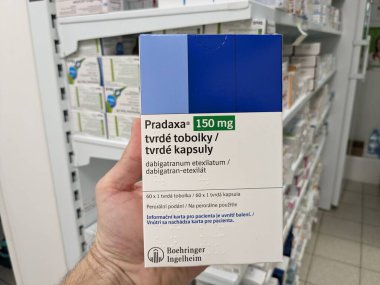 Pradaxa® 150 mg
tvrdé tobolky /
tvrdé kapsuly
dabigatranum etexilatum /
dabigatran-etexilát
60 x 1 tvrdá tobolka / 60 x 1 tvrdá kapsula
Perorální podání / Na perorálne použitie
Informační karta pro pacienta je uvnitř balení. /
Vnútri sa nachádza karta pre pacienta.
Boehringer
Ingelheim